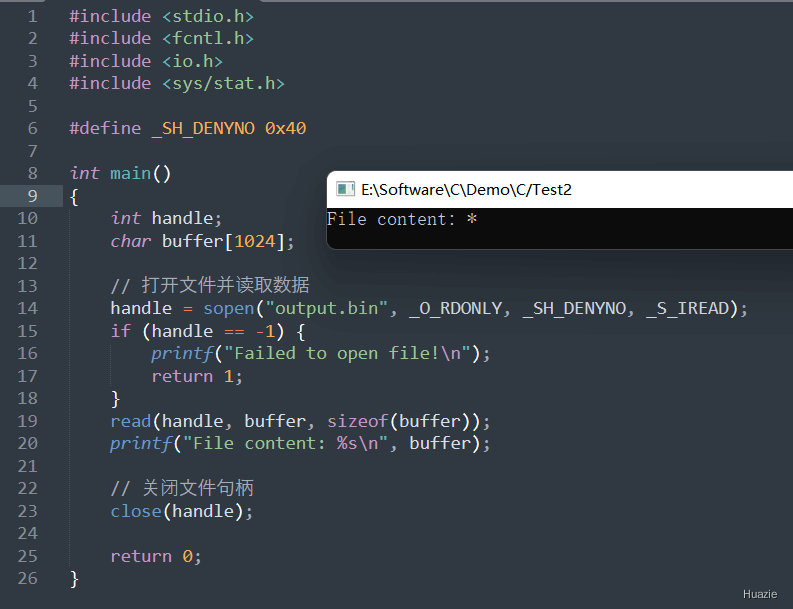 1 #include <stdio.h>
2 #include <fcntl.h>
3 #include <io.h>
4 #include <sys/stat.h>
5
6 #define _SH_DENYNO 0x40
7
8 int main()
9 {
10     int handle;
11     char buffer[1024];
12
13     // 打开文件并读取数据
14     handle = sopen("output.bin", _O_RDONLY, _SH_DENYNO, _S_IREAD);
15     if (handle == -1) {
16         printf("Failed to open file!\n");
17         return 1;
18     }
19     read(handle, buffer, sizeof(buffer));
20     printf("File content: %s\n", buffer);
21
22     // 关闭文件句柄
23     close(handle);
24
25     return 0;
26 }
E:\Software\C\Demo\C/Test2
File content: *
Huazie